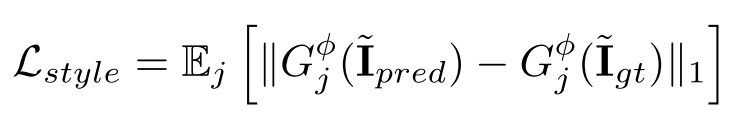 $\mathcal{L}_{style} = \mathbb{E}_j \left[ \| G_j^{\phi}(\tilde{\mathbf{I}}_{pred}) - G_j^{\phi}(\tilde{\mathbf{I}}_{gt}) \|_1 \right]$